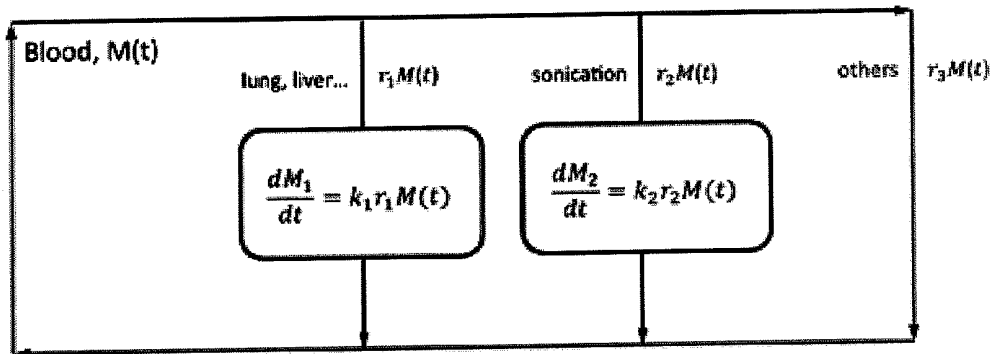 Blood, M(t)
lung, liver... r₁M(t)
sonication r₂M(t)
others r₃M(t)
dM₁/dt = k₁r₁M(t)
dM₂/dt = k₂r₂M(t)